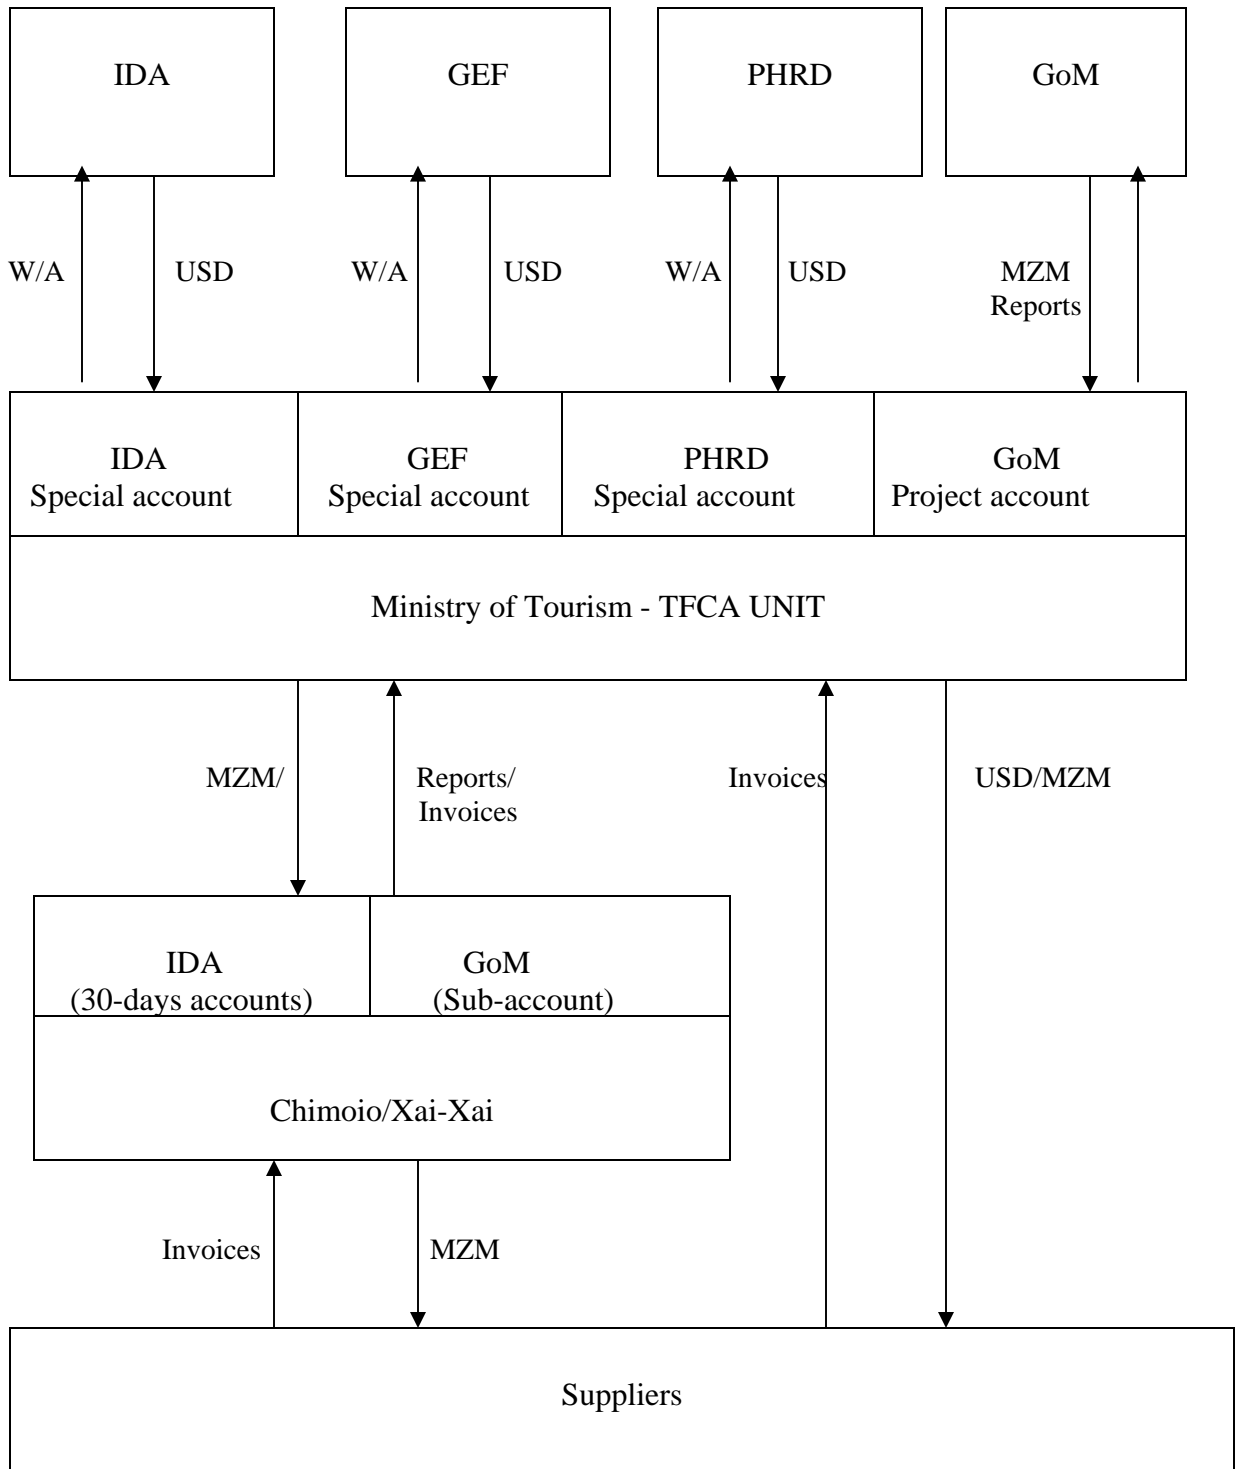 IDA
GEF
PHRD
GoM
W/A
USD
W/A
USD
W/A
USD
MZM
Reports
IDA
Special account
GEF
Special account
PHRD
Special account
GoM
Project account
Ministry of Tourism - TFCA UNIT
MZM/
Reports/
Invoices
Invoices
USD/MZM
IDA
(30-days accounts)
GoM
(Sub-account)
Chimoio/Xai-Xai
Invoices
MZM
Suppliers